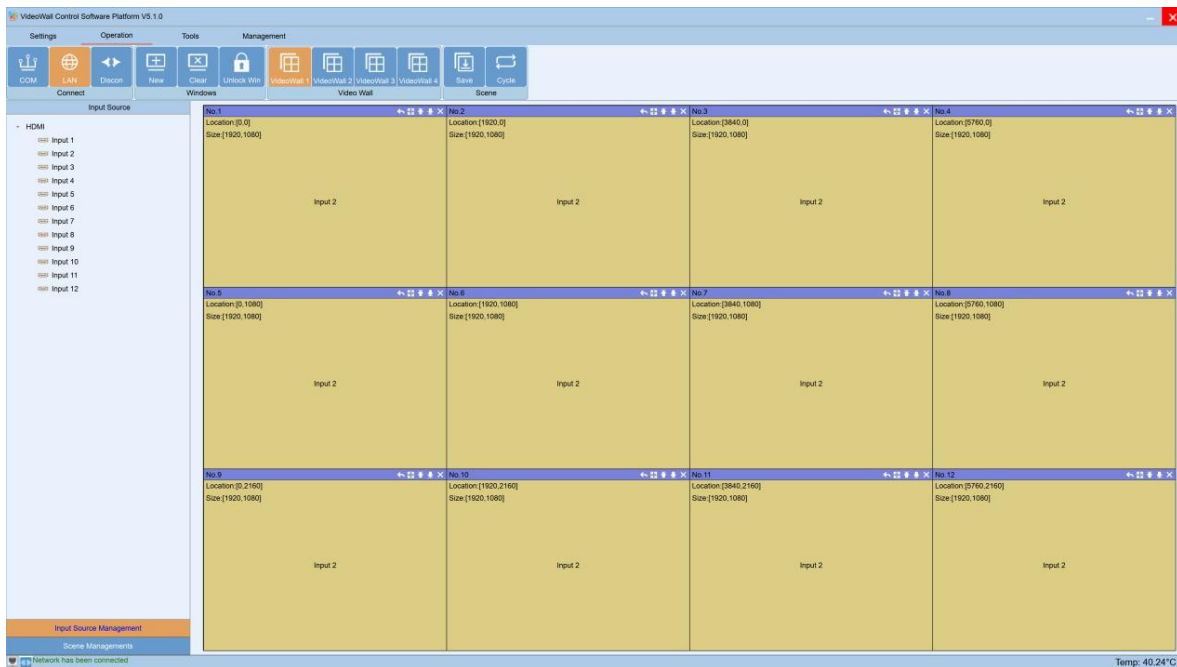 VideoWall Control Software Platform V5.1.0
Settings Operation Tools Management
COM LAN Discon New Clear Unlock Win VideoWall 1 VideoWall 2 VideoWall 3 VideoWall 4 Save Cycle
Connect Windows Video Wall Scene
Input Source
HDMI
Input 1
Input 2
Input 3
Input 4
Input 5
Input 6
Input 7
Input 8
Input 9
Input 10
Input 11
Input 12
No.1 No.2 No.3 No.4
Location:[0,0] Location:[1920,0] Location:[3840,0] Location:[5760,0]
Size:[1920,1080] Size:[1920,1080] Size:[1920,1080] Size:[1920,1080]
Input 2 Input 2 Input 2 Input 2
No.5 No.6 No.7 No.8
Location:[0,1080] Location:[1920,1080] Location:[3840,1080] Location:[5760,1080]
Size:[1920,1080] Size:[1920,1080] Size:[1920,1080] Size:[1920,1080]
Input 2 Input 2 Input 2 Input 2
No.9 No.10 No.11 No.12
Location:[0,2160] Location:[1920,2160] Location:[3840,2160] Location:[5760,2160]
Size:[1920,1080] Size:[1920,1080] Size:[1920,1080] Size:[1920,1080]
Input 2 Input 2 Input 2 Input 2
Input Source Management
Scene Managements
Network has been connected
Temp: 40.24°C